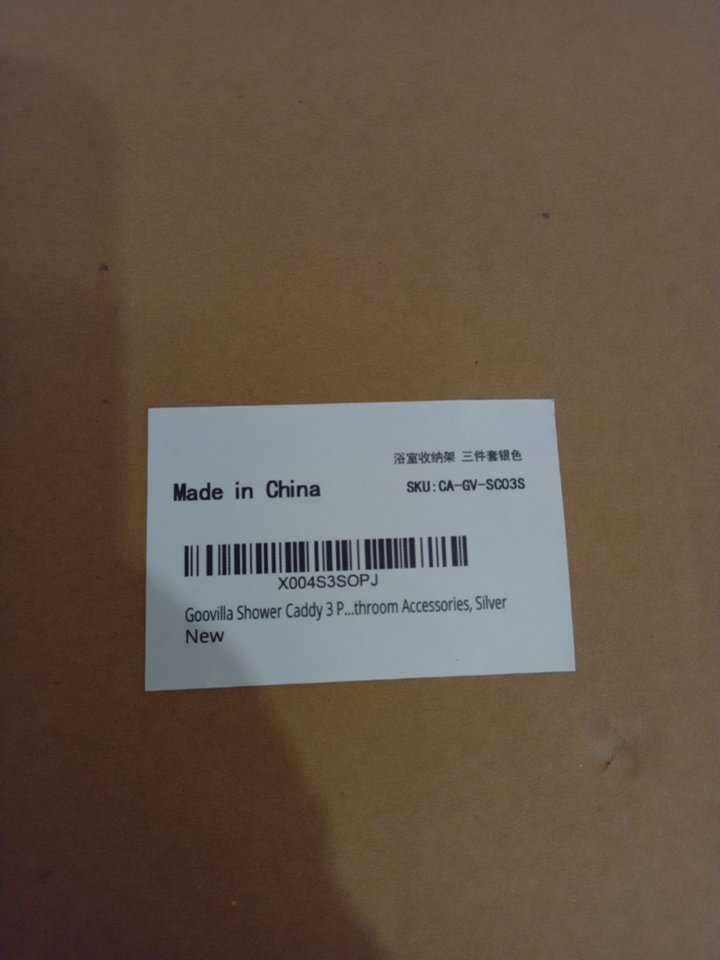 浴室收纳架 三件套银色
Made in China
SKU:CA-GV-SC03S
X004S3SOPJ
Goovilla Shower Caddy 3 P...throom Accessories, Silver
New